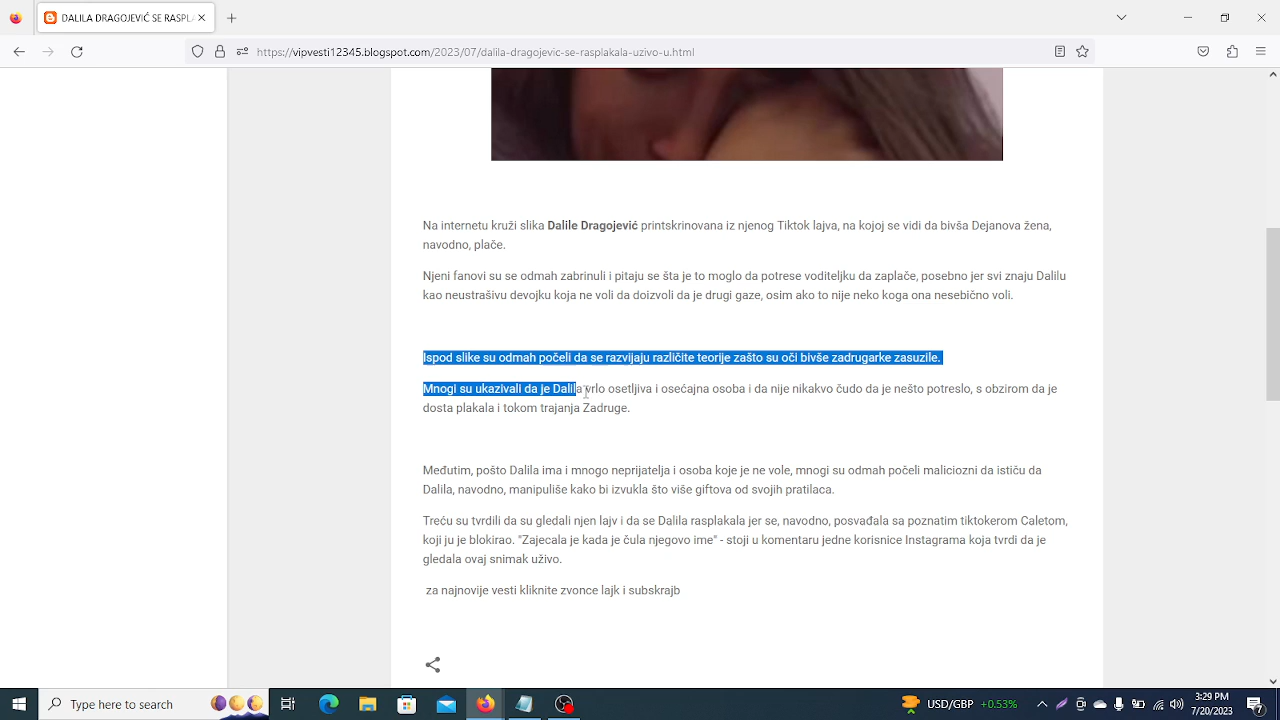 DALILA DRAGOJEVIĆ SE RASPLA
https://vipvesti12345.blogspot.com/2023/07/dalila-dragojevic-se-rasplakala-uzivo-u.html
Na internetu kruži slika Dalile Dragojević printskrinovana iz njenog Tiktok lajva, na kojoj se vidi da bivša Dejanova žena,
navodno, plače.
Njeni fanovi su se odmah zabrinuli i pitaju se šta je to moglo da potrese voditeljku da zaplače, posebno jer svi znaju Dalilu
kao neustrašivu devojku koja ne voli da doizvoli da je drugi gaze, osim ako to nije neko koga ona nesebično voli.
Ispod slike su odmah počeli da se razvijaju različite teorije zašto su oči bivše zadrugarke zasuzile.
Mnogi su ukazivali da je Dalila vrlo osetljiva i osećajna osoba i da nije nikakvo čudo da je nešto potreslo, s obzirom da je
dosta plakala i tokom trajanja Zadruge.
Međutim, pošto Dalila ima i mnogo neprijatelja i osoba koje je ne vole, mnogi su odmah počeli maliciozni da ističu da
Dalila, navodno, manipuliše kako bi izvukla što više giftova od svojih pratilaca.
Treću su tvrdili da su gledali njen lajv i da se Dalila rasplakala jer se, navodno, posvađala sa poznatim tiktokerom Caletom,
koji ju je blokirao. "Zajecala je kada je čula njegovo ime" - stoji u komentaru jedne korisnice Instagrama koja tvrdi da je
gledala ovaj snimak uživo.
za najnovije vesti kliknite zvonce lajk i subskrajb
Type here to search
USD/GBP +0.53%
3:29 PM
7/20/2023
7